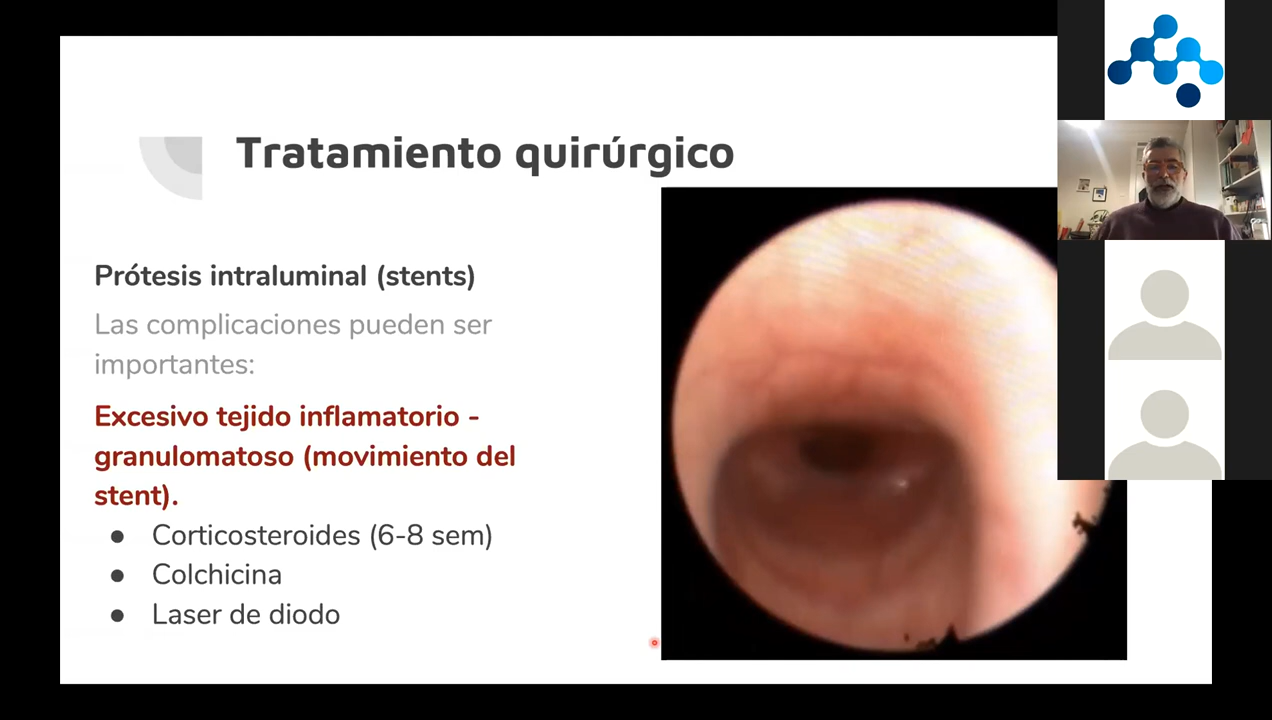 Tratamiento quirúrgico
Prótesis intraluminal (stents)
Las complicaciones pueden ser
importantes:
Excesivo tejido inflamatorio -
granulomatoso (movimiento del
stent).
● Corticosteroides (6-8 sem)
● Colchicina
● Laser de diodo